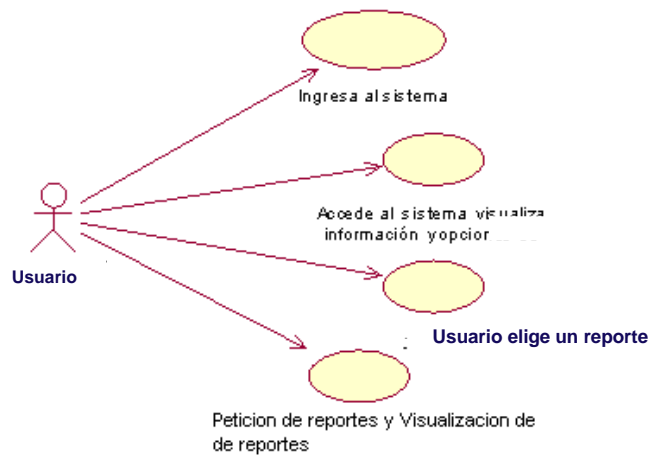 Ingresa al sistema
Accede al sistema visualiza
información y
Usuario
Usuario elige un reporte
Peticion de reportes y Visualizacion de
de reportes